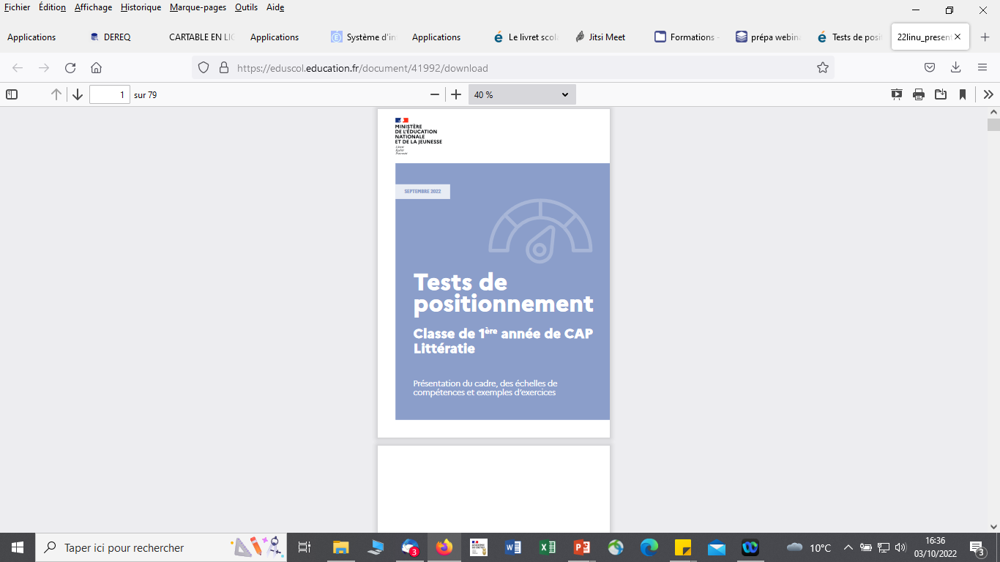 Fichier Édition Affichage Historique Marque-pages Outils Aide
Applications DEREQ CARTABLE EN LIG Applications Système d'in Applications Le livret scola Jitsi Meet Formations - prépa webina Tests de posit 22linu_present
https://eduscol.education.fr/document/41992/download
1 sur 79 40 %
MINISTÈRE
DE L'ÉDUCATION
NATIONALE
ET DE LA JEUNESSE
Liberté
Égalité
Fraternité
SEPTEMBRE 2022
Tests de
positionnement
Classe de 1ère année de CAP
Littératie
Présentation du cadre, des échelles de
compétences et exemples d'exercices
Taper ici pour rechercher 3 10°C 16:36
03/10/2022 3